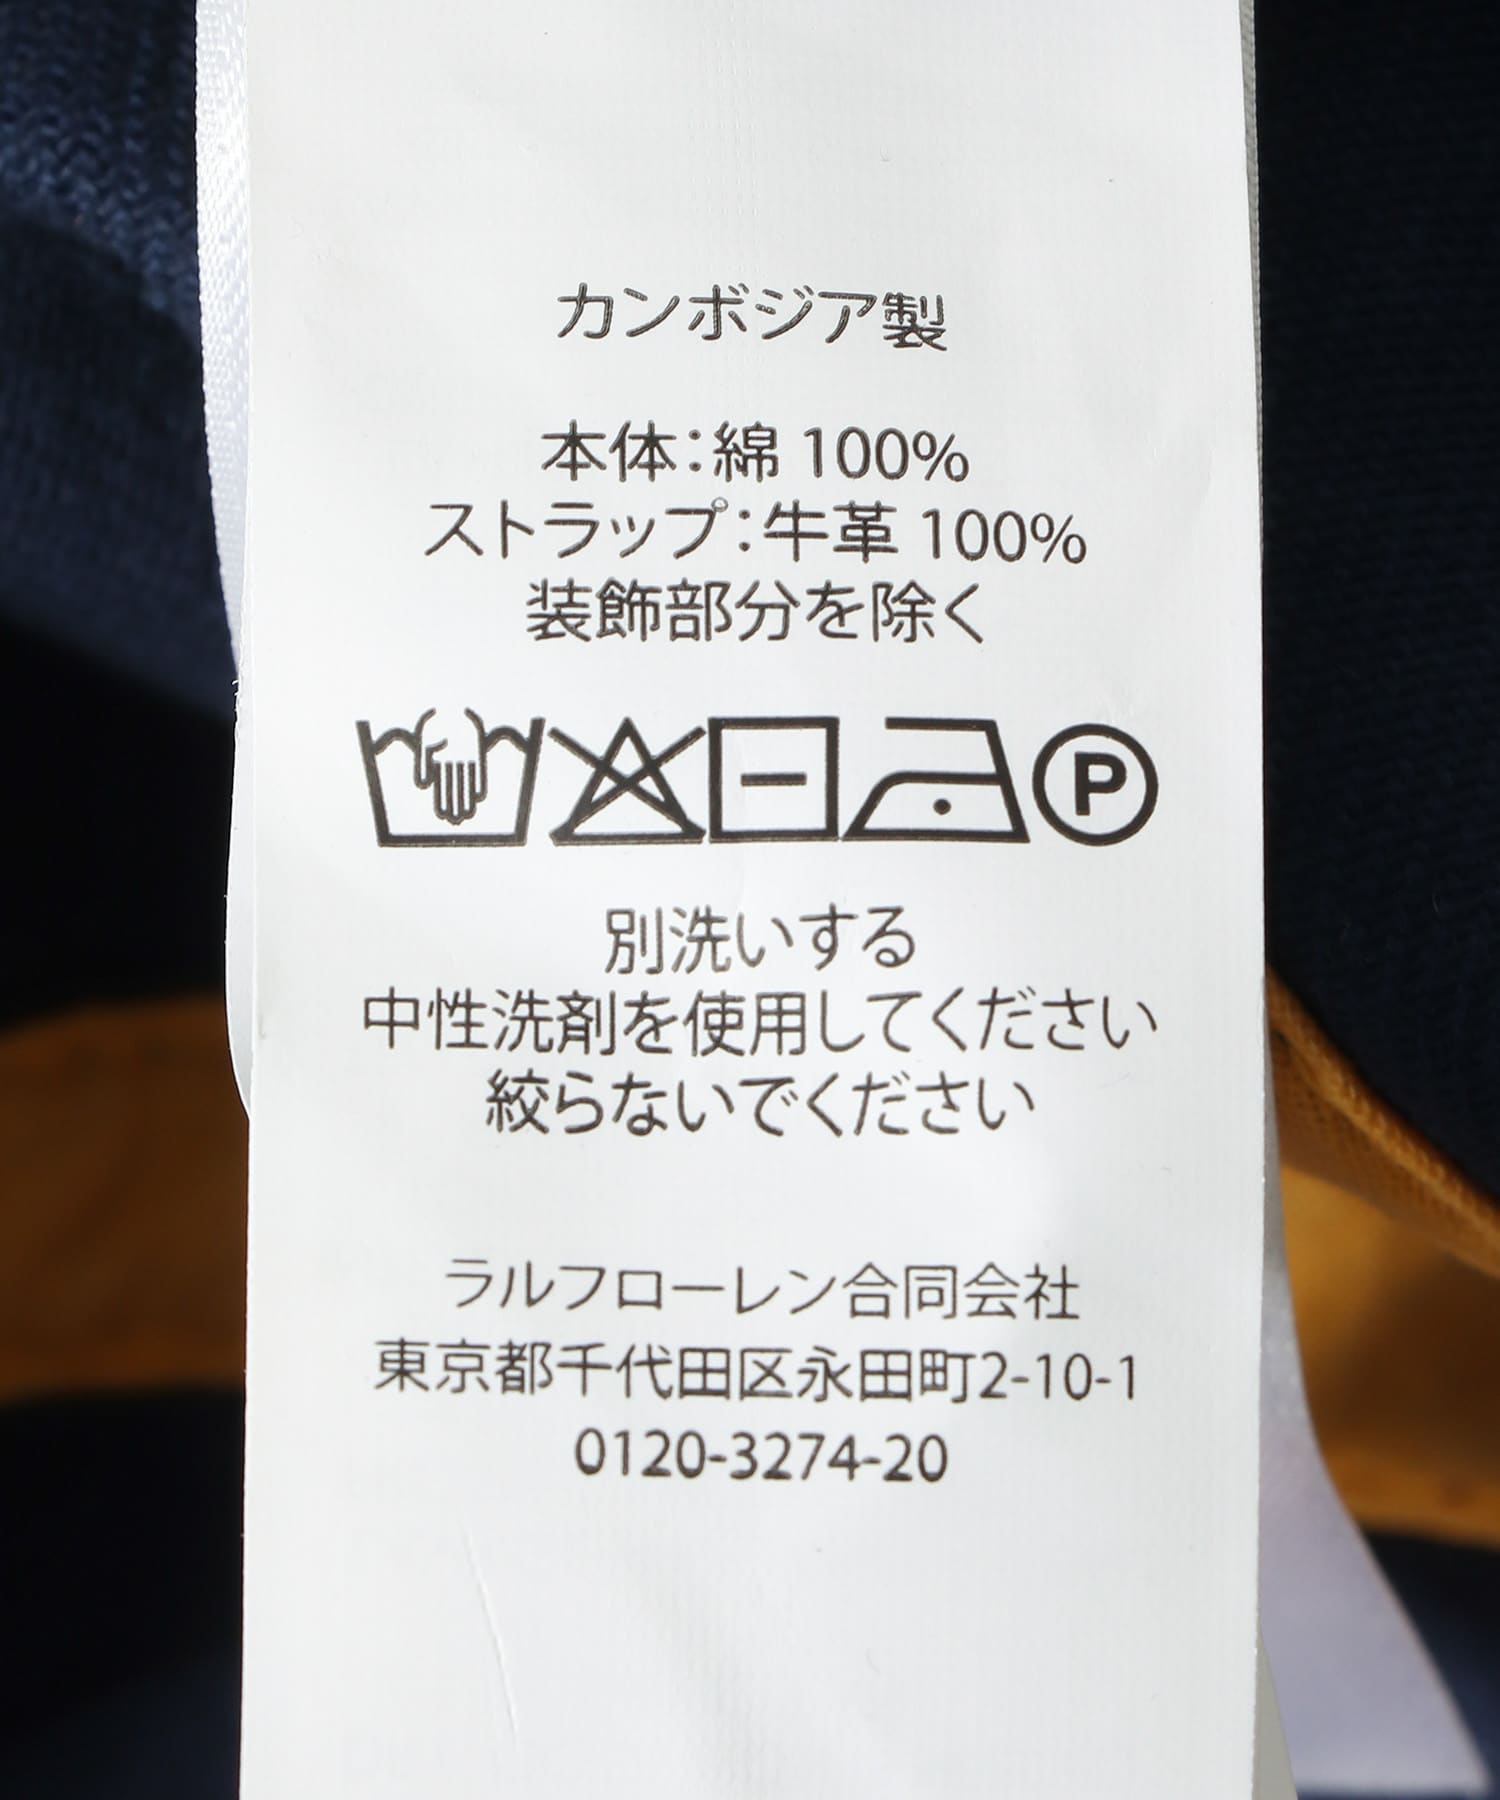 カンボジア製
本体:綿 100%
ストラップ:牛革 100%
装飾部分を除く
P
別洗いする
中性洗剤を使用してください
絞らないでください
ラルフローレン合同会社
東京都千代田区永田町2-10-1
0120-3274-20